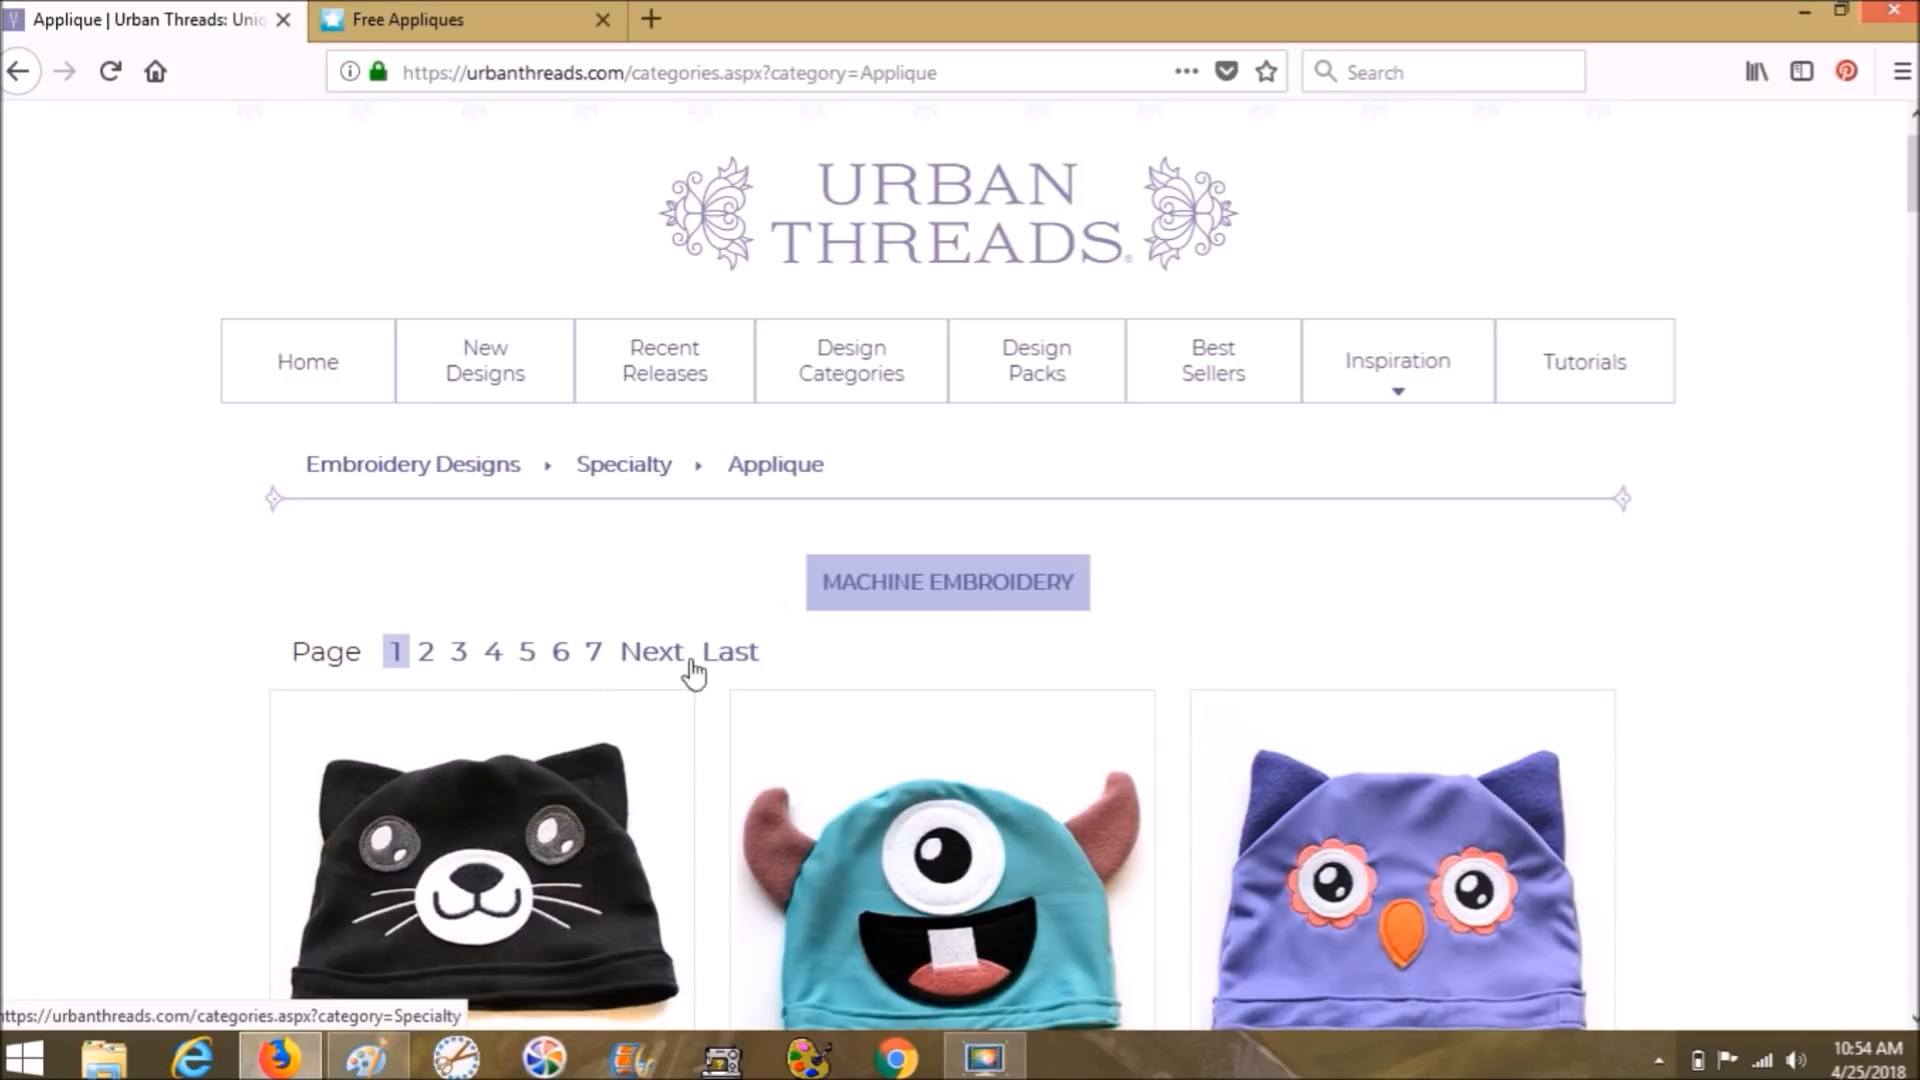 Applique | Urban Threads: Uniq
Free Appliques
https://urbanthreads.com/categories.aspx?category=Applique
Search
URBAN
THREADS®
Home
New
Designs
Recent
Releases
Design
Categories
Design
Packs
Best
Sellers
Inspiration
Tutorials
Embroidery Designs
Specialty
Applique
MACHINE EMBROIDERY
Page 1 2 3 4 5 6 7 Next Last
https://urbanthreads.com/categories.aspx?category=Specialty
10:54 AM
4/25/2018